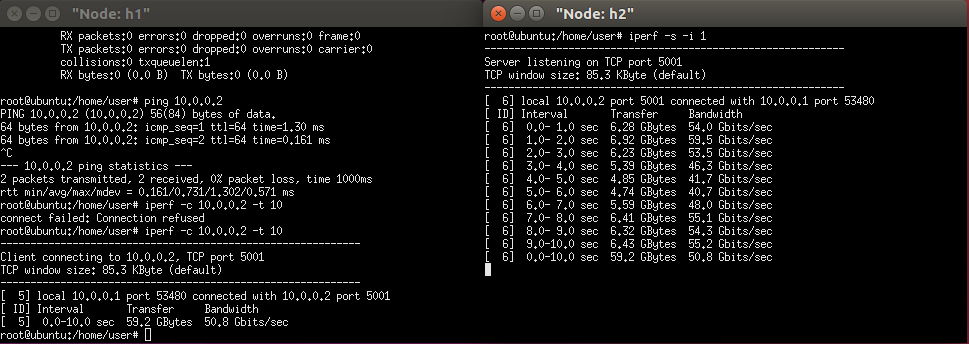 "Node: h1"
RX packets:0 errors:0 dropped:0 overruns:0 frame:0
TX packets:0 errors:0 dropped:0 overruns:0 carrier:0
collisions:0 txqueuelen:1
RX bytes:0 (0.0 B)  TX bytes:0 (0.0 B)
root@ubuntu:/home/user# ping 10.0.0.2
PING 10.0.0.2 (10.0.0.2) 56(84) bytes of data.
64 bytes from 10.0.0.2: icmp_seq=1 ttl=64 time=1.30 ms
64 bytes from 10.0.0.2: icmp_seq=2 ttl=64 time=0.161 ms
^C
--- 10.0.0.2 ping statistics ---
2 packets transmitted, 2 received, 0% packet loss, time 1000ms
rtt min/avg/max/mdev = 0.161/0.731/1.302/0.571 ms
root@ubuntu:/home/user# iperf -c 10.0.0.2 -t 10
connect failed: Connection refused
root@ubuntu:/home/user# iperf -c 10.0.0.2 -t 10
------------------------------------------------------------
Client connecting to 10.0.0.2, TCP port 5001
TCP window size: 85.3 KByte (default)
------------------------------------------------------------
[  5] local 10.0.0.1 port 53480 connected with 10.0.0.2 port 5001
[ ID] Interval       Transfer     Bandwidth
[  5]  0.0-10.0 sec  59.2 GBytes  50.8 Gbits/sec
root@ubuntu:/home/user#
"Node: h2"
root@ubuntu:/home/user# iperf -s -i 1
------------------------------------------------------------
Server listening on TCP port 5001
TCP window size: 85.3 KByte (default)
------------------------------------------------------------
[  6] local 10.0.0.2 port 5001 connected with 10.0.0.1 port 53480
[ ID] Interval       Transfer     Bandwidth
[  6]  0.0- 1.0 sec  6.28 GBytes  54.0 Gbits/sec
[  6]  1.0- 2.0 sec  6.92 GBytes  59.5 Gbits/sec
[  6]  2.0- 3.0 sec  6.23 GBytes  53.5 Gbits/sec
[  6]  3.0- 4.0 sec  5.39 GBytes  46.3 Gbits/sec
[  6]  4.0- 5.0 sec  4.85 GBytes  41.7 Gbits/sec
[  6]  5.0- 6.0 sec  4.74 GBytes  40.7 Gbits/sec
[  6]  6.0- 7.0 sec  5.59 GBytes  48.0 Gbits/sec
[  6]  7.0- 8.0 sec  6.41 GBytes  55.1 Gbits/sec
[  6]  8.0- 9.0 sec  6.32 GBytes  54.3 Gbits/sec
[  6]  9.0-10.0 sec  6.43 GBytes  55.2 Gbits/sec
[  6]  0.0-10.0 sec  59.2 GBytes  50.8 Gbits/sec